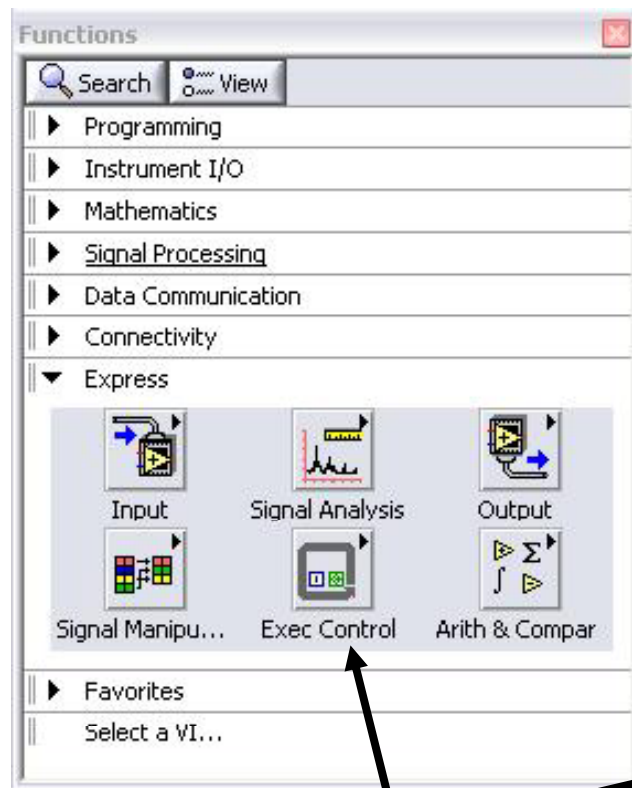 Functions
Search View
Programming
Instrument I/O
Mathematics
Signal Processing
Data Communication
Connectivity
Express
Input Signal Analysis Output
Signal Manipu... Exec Control Arith & Compar
Favorites
Select a VI...